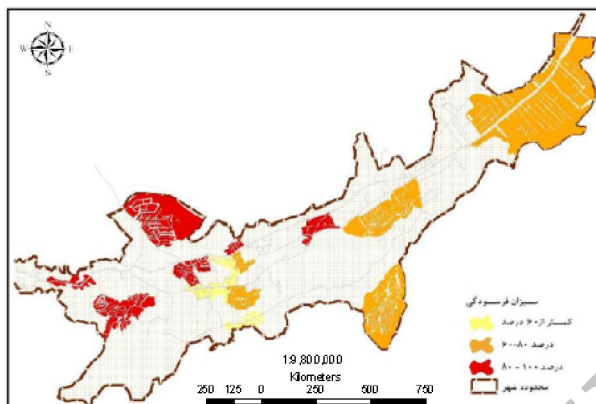 N
W E
S
میزان فرسودگی
کمتر از ۶۰ درصد
۶۰-۸۰ درصد
۸۰ - ۱۰۰ درصد
محدوده شهر
1:9,800,000
Kilometers
250 125 0 250 500 750